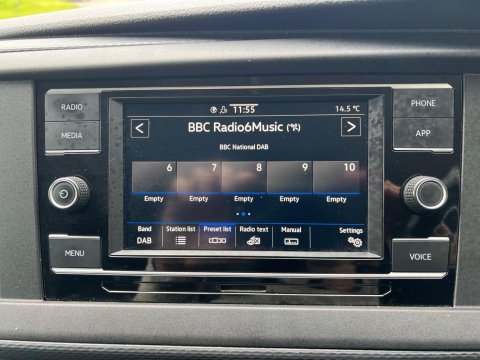 RADIO
MEDIA
MENU
11:55
14.5 °C
< BBC Radio6Music >
BBC National DAB
6 7 8 9 10
Empty Empty Empty Empty Empty
Band Station list Preset list Radio text Manual Settings
DAB
PHONE
APP
VOICE